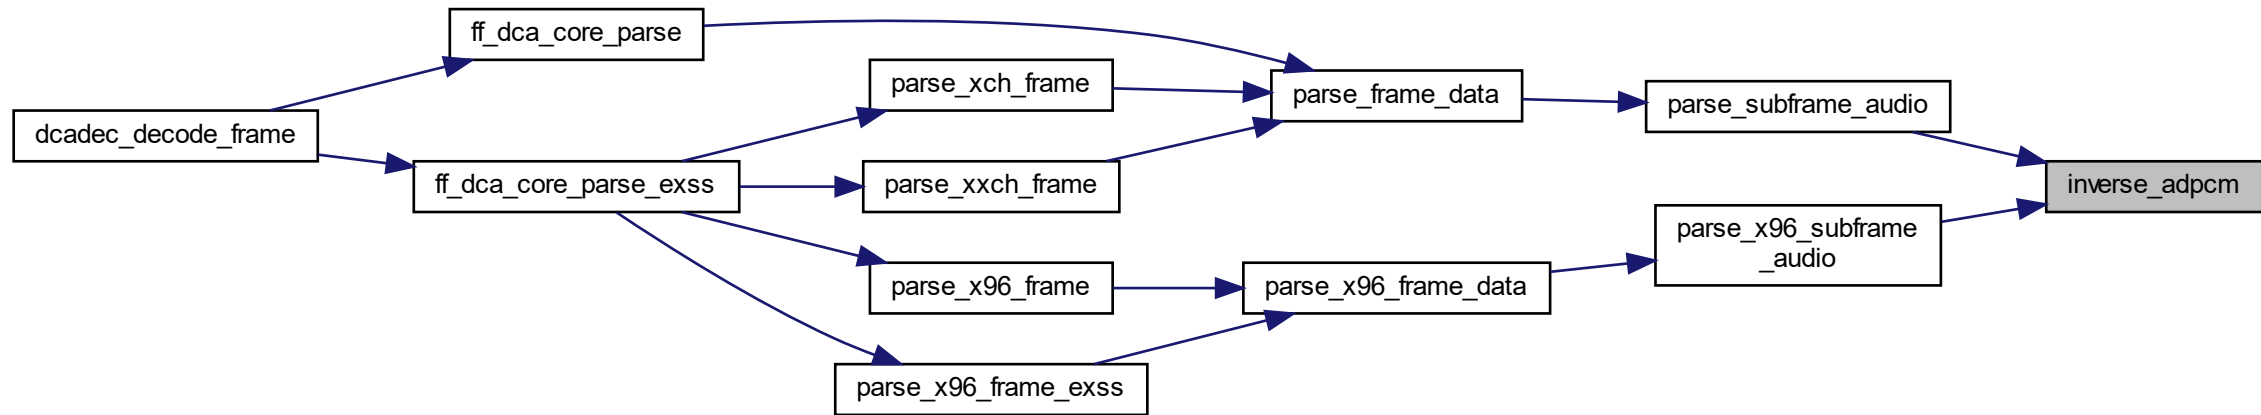 ff_dca_core_parse
parse_xch_frame
parse_frame_data
parse_subframe_audio
dcadec_decode_frame
ff_dca_core_parse_exss
parse_xxch_frame
inverse_adpcm
parse_x96_subframe
_audio
parse_x96_frame
parse_x96_frame_data
parse_x96_frame_exss